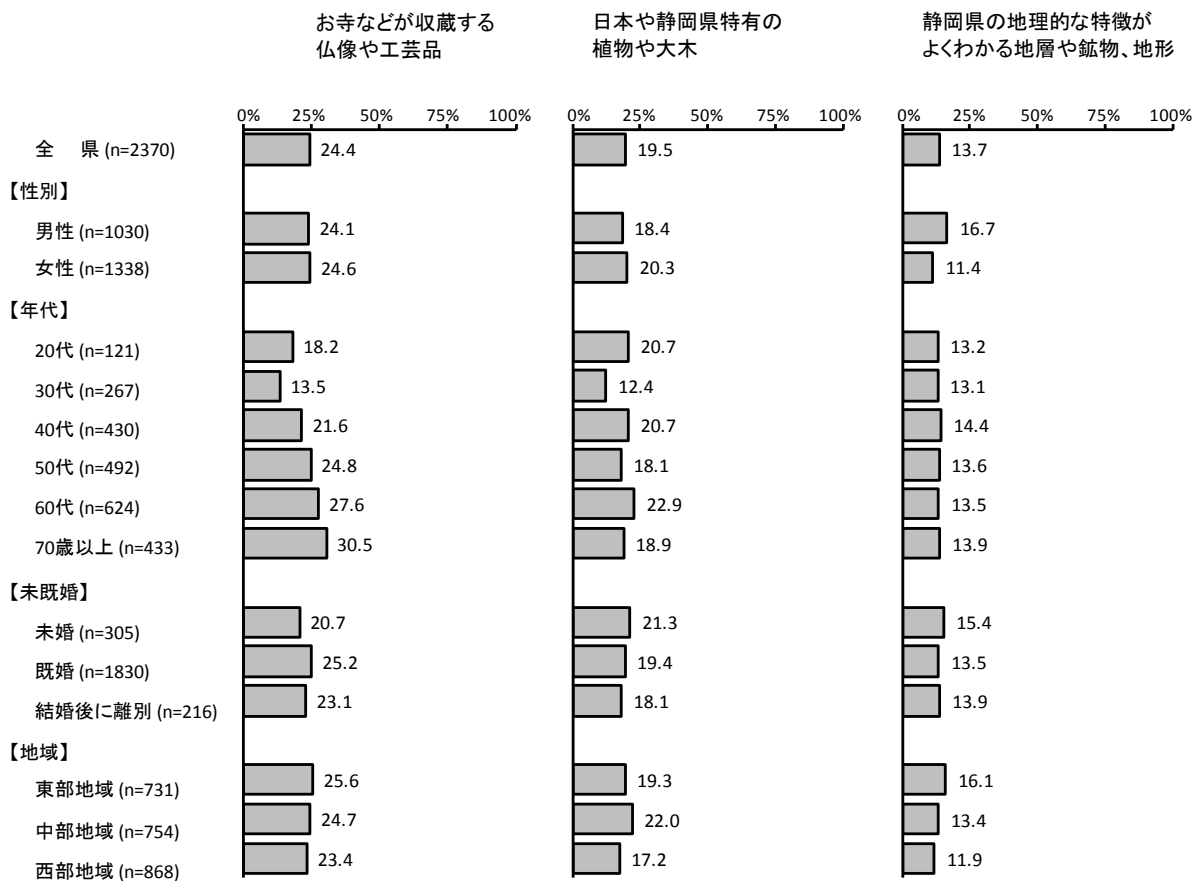 お寺などが収蔵する
仏像や工芸品
日本や静岡県特有の
植物や大木
静岡県の地理的な特徴が
よくわかる地層や鉱物、地形
0% 25% 50% 75% 100% 0% 25% 50% 75% 100% 0% 25% 50% 75% 100%
全 県 (n=2370) 24.4 19.5 13.7
【性別】
男性 (n=1030) 24.1 18.4 16.7
女性 (n=1338) 24.6 20.3 11.4
【年代】
20代 (n=121) 18.2 20.7 13.2
30代 (n=267) 13.5 12.4 13.1
40代 (n=430) 21.6 20.7 14.4
50代 (n=492) 24.8 18.1 13.6
60代 (n=624) 27.6 22.9 13.5
70歳以上 (n=433) 30.5 18.9 13.9
【未既婚】
未婚 (n=305) 20.7 21.3 15.4
既婚 (n=1830) 25.2 19.4 13.5
結婚後に離別 (n=216) 23.1 18.1 13.9
【地域】
東部地域 (n=731) 25.6 19.3 16.1
中部地域 (n=754) 24.7 22.0 13.4
西部地域 (n=868) 23.4 17.2 11.9